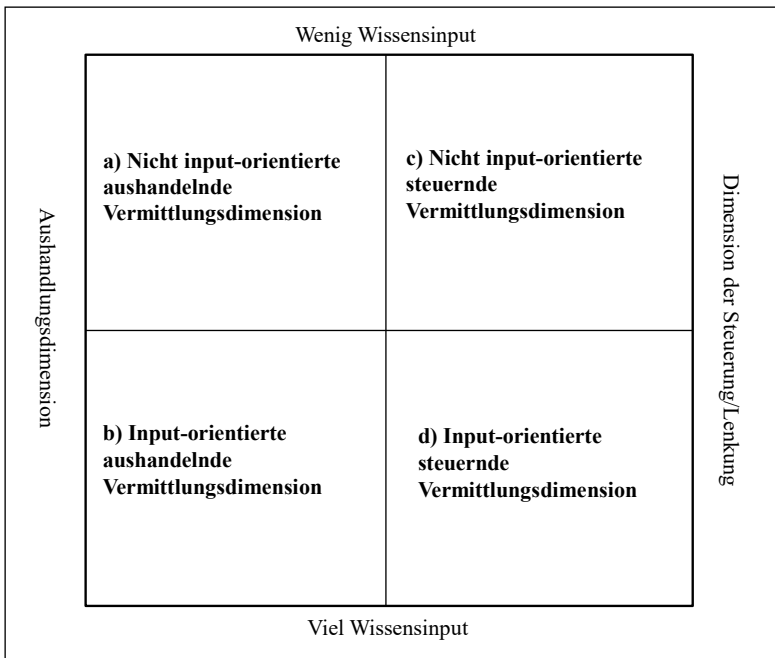 Wenig Wissensinput
a) Nicht input-orientierte
aushandelnde
Vermittlungsdimension
c) Nicht input-orientierte
steuernde
Vermittlungsdimension
Aushandlungsdimension
Dimension der Steuerung/Lenkung
b) Input-orientierte
aushandelnde
Vermittlungsdimension
d) Input-orientierte
steuernde
Vermittlungsdimension
Viel Wissensinput